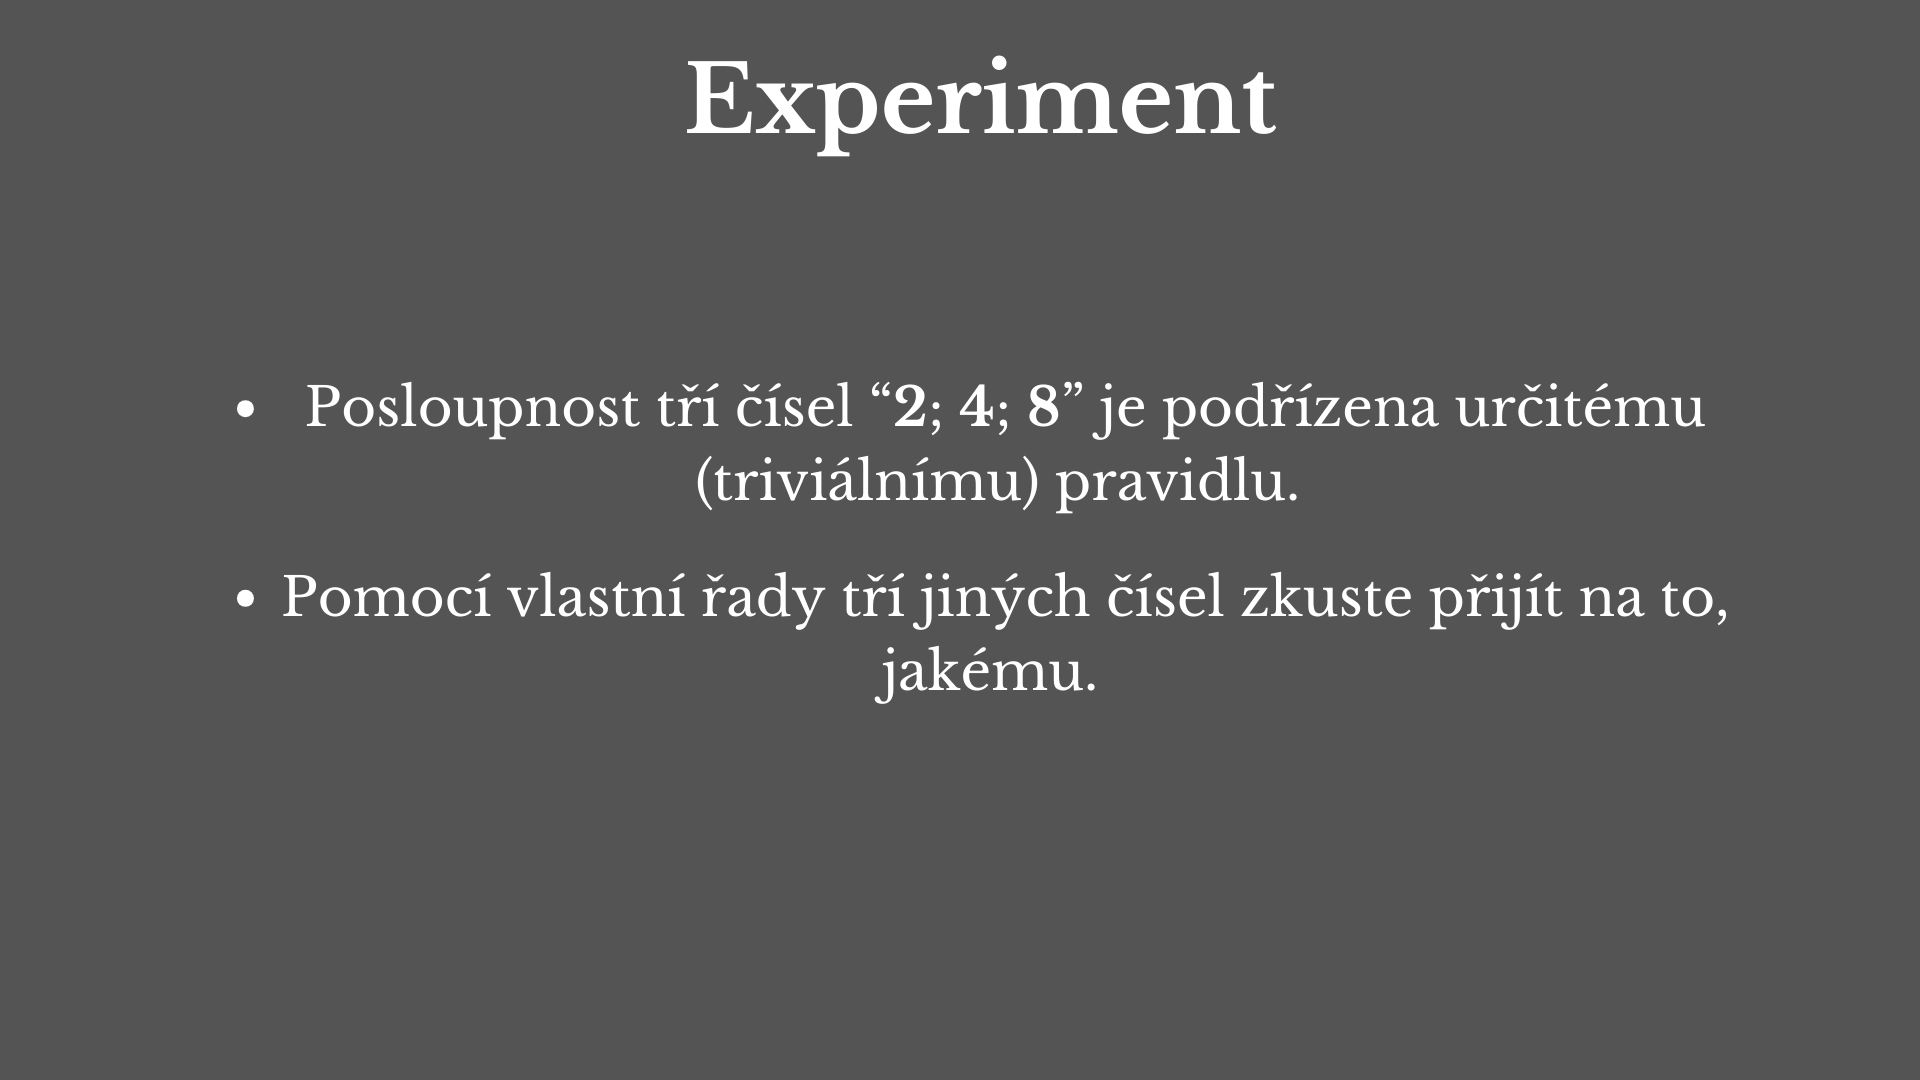 Experiment
• Posloupnost tří čísel “2; 4; 8” je podřízena určitému
(triviálnímu) pravidlu.
• Pomocí vlastní řady tří jiných čísel zkuste přijít na to,
jakému.